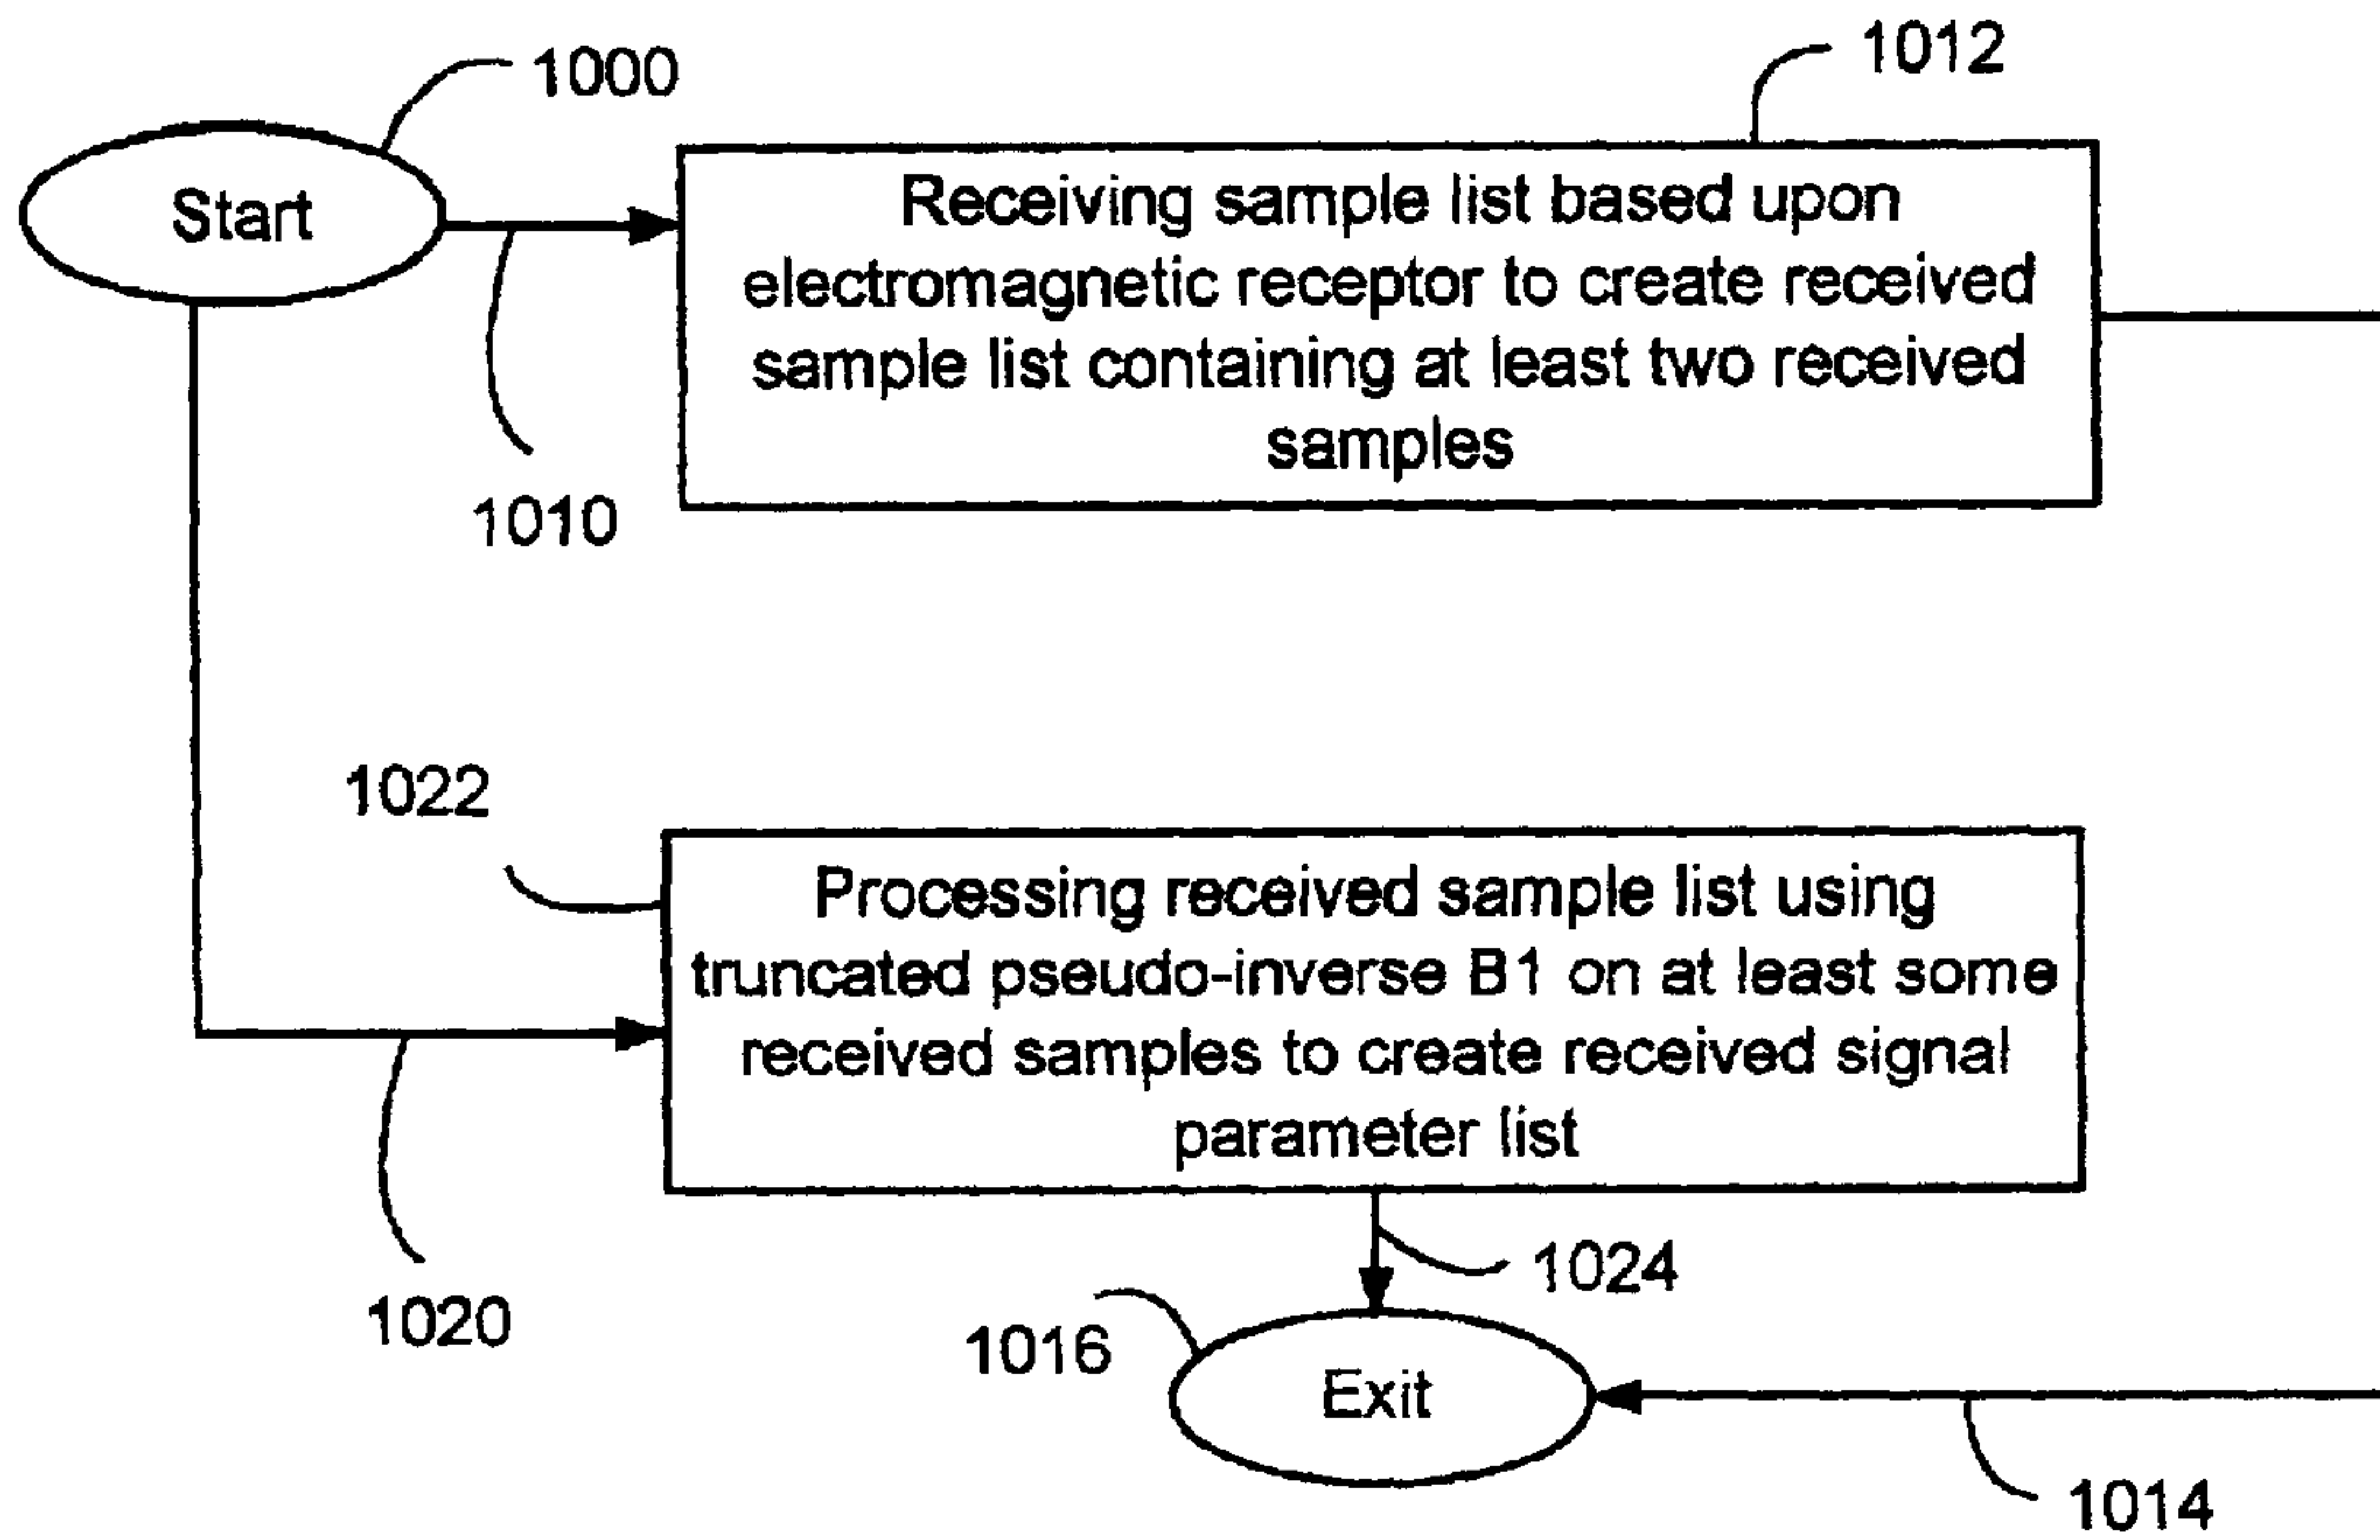 1000
1012
Start
Receiving sample list based upon
electromagnetic receptor to create received
sample list containing at least two received
samples
1010
1022
Processing received sample list using
truncated pseudo-inverse B1 on at least some
received samples to create received signal
parameter list
1024
1020
1016
Exit
1014